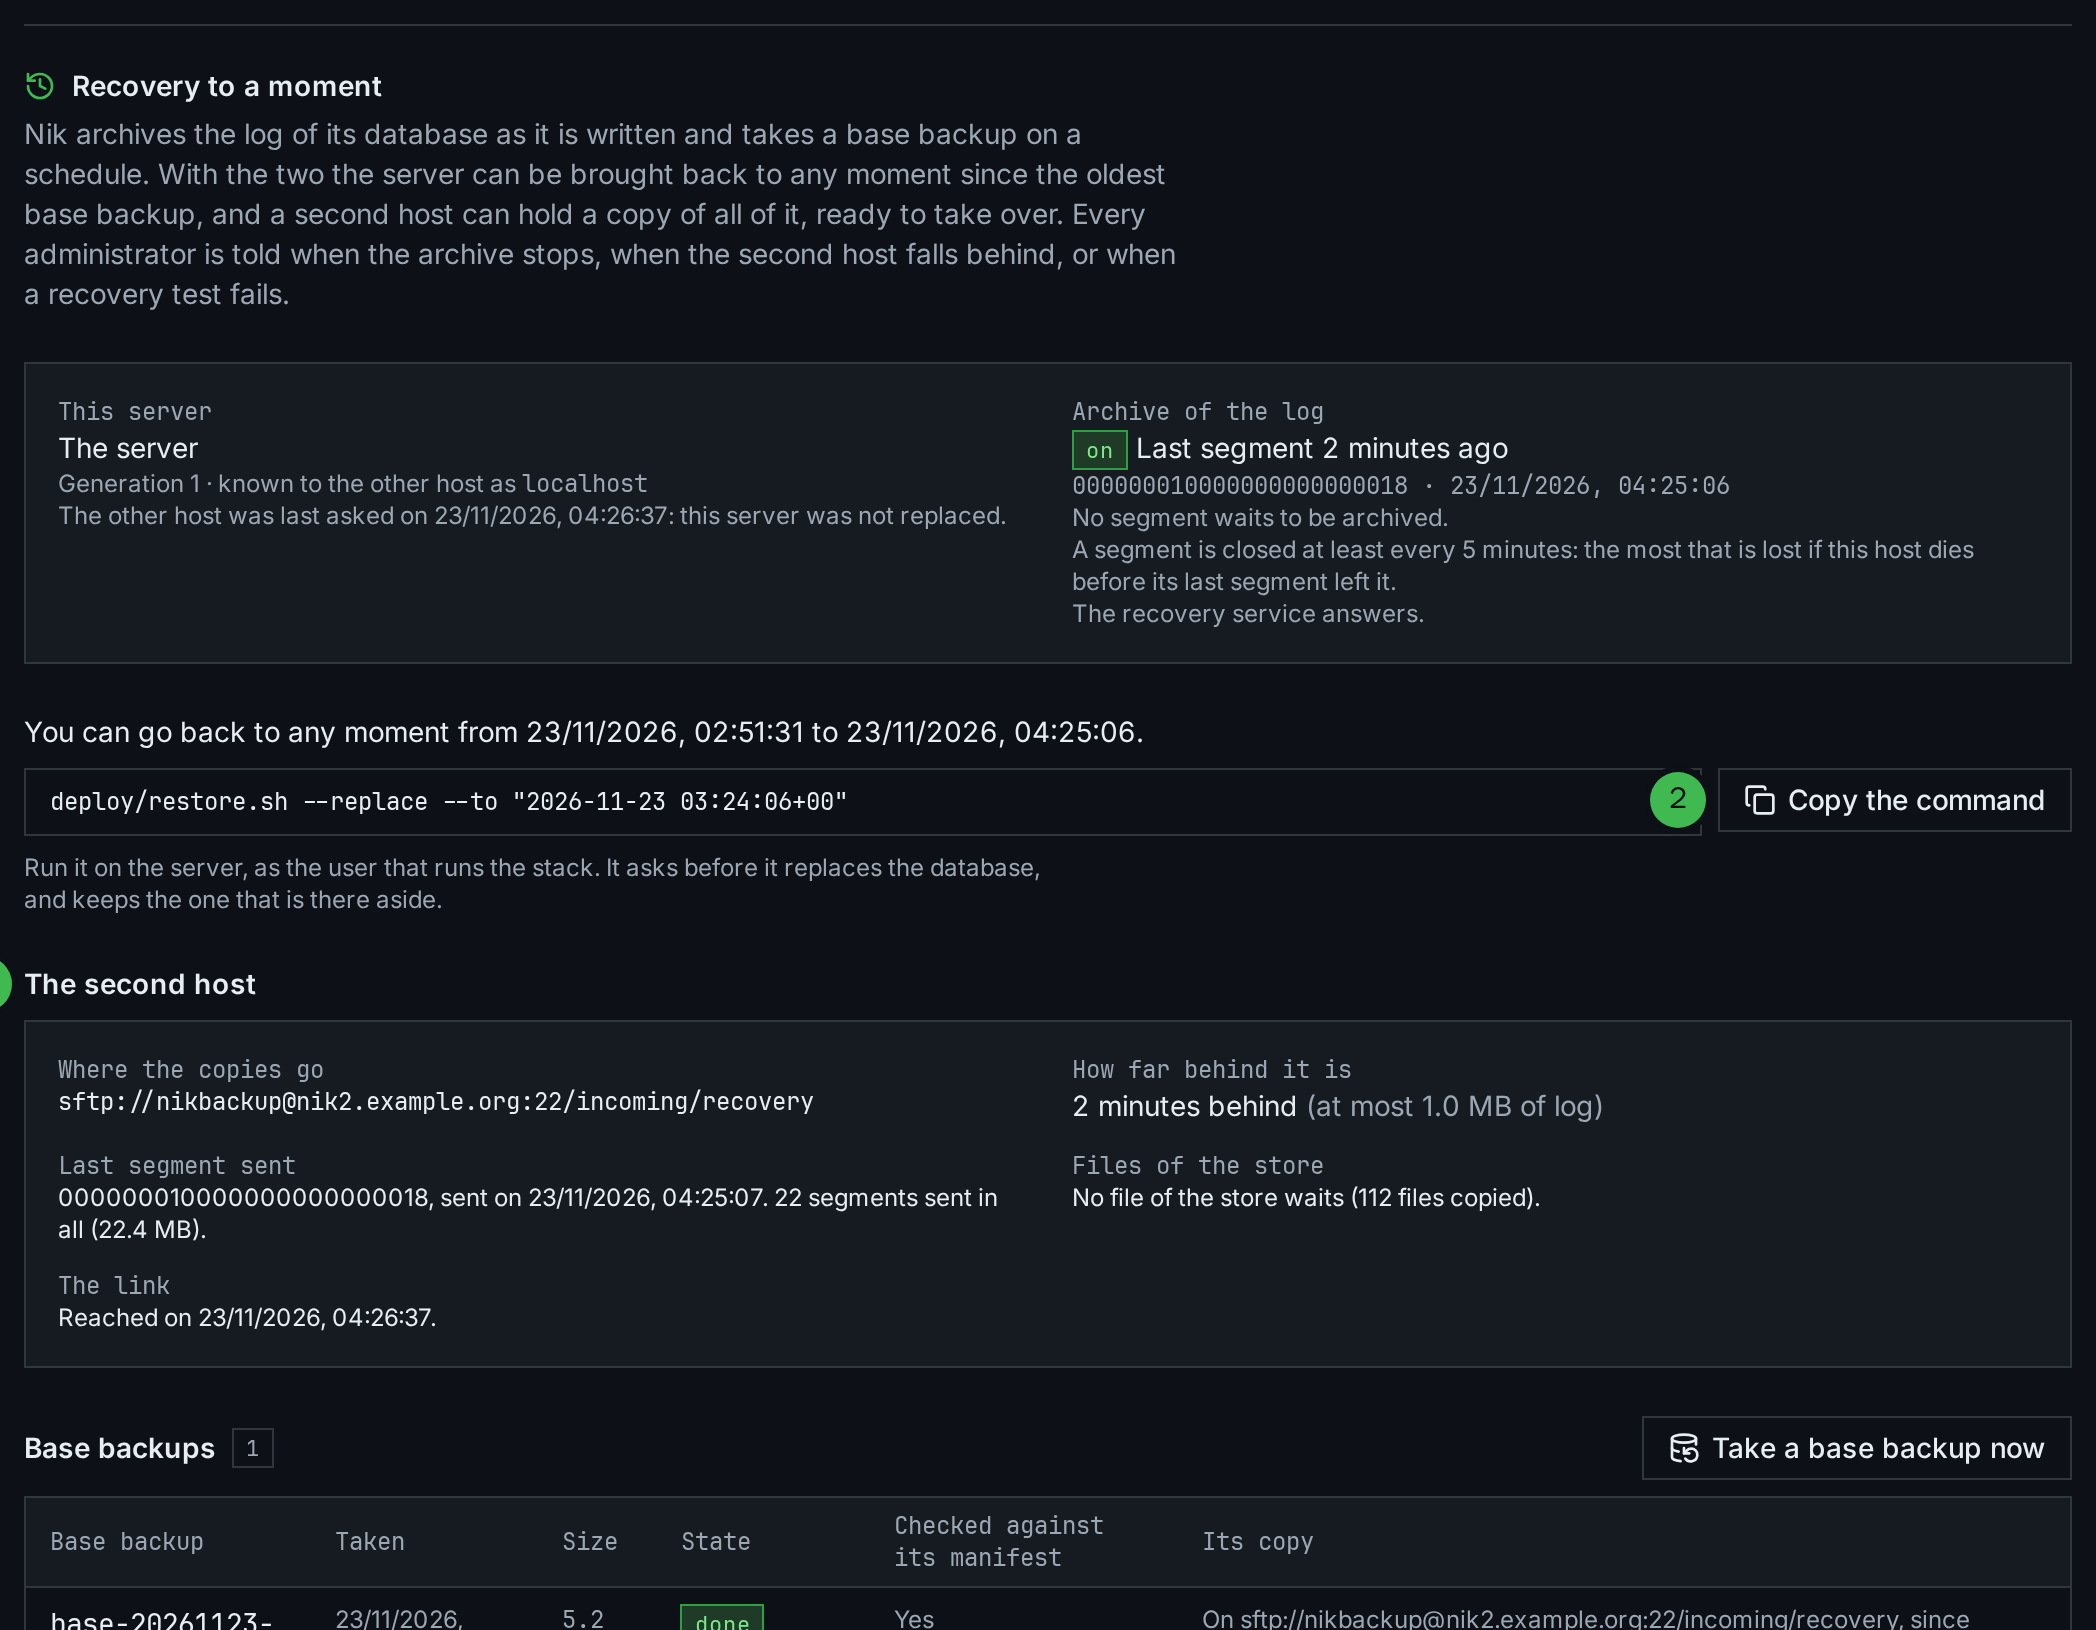 Recovery to a moment
Nik archives the log of its database as it is written and takes a base backup on a
schedule. With the two the server can be brought back to any moment since the oldest
base backup, and a second host can hold a copy of all of it, ready to take over. Every
administrator is told when the archive stops, when the second host falls behind, or when
a recovery test fails.
This server
The server
Generation 1 · known to the other host as localhost
The other host was last asked on 23/11/2026, 04:26:37: this server was not replaced.
Archive of the log
on Last segment 2 minutes ago
000000010000000000000018 · 23/11/2026, 04:25:06
No segment waits to be archived.
A segment is closed at least every 5 minutes: the most that is lost if this host dies
before its last segment left it.
The recovery service answers.
You can go back to any moment from 23/11/2026, 02:51:31 to 23/11/2026, 04:25:06.
deploy/restore.sh --replace --to "2026-11-23 03:24:06+00"
2
Copy the command
Run it on the server, as the user that runs the stack. It asks before it replaces the database,
and keeps the one that is there aside.
The second host
Where the copies go
sftp://nikbackup@nik2.example.org:22/incoming/recovery
How far behind it is
2 minutes behind (at most 1.0 MB of log)
Last segment sent
000000010000000000000018, sent on 23/11/2026, 04:25:07. 22 segments sent in
all (22.4 MB).
Files of the store
No file of the store waits (112 files copied).
The link
Reached on 23/11/2026, 04:26:37.
Base backups 1
Take a base backup now
Base backup Taken Size State Checked against its manifest Its copy
base-20261123- 23/11/2026, 5.2 done Yes On sftp://nikbackup@nik2.example.org:22/incoming/recovery, since